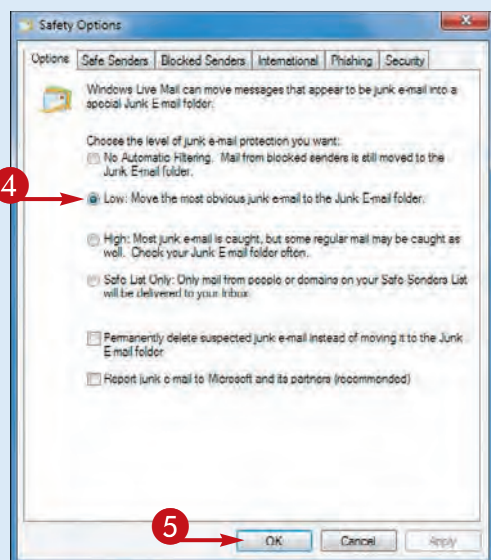 Safety Options
Options Safe Senders Blocked Senders International Phishing Security
Windows Live Mail can move messages that appear to be junk e-mail into a
special Junk E-mail folder.
Choose the level of junk e-mail protection you want:
No Automatic Filtering. Mail from blocked senders is still moved to the
Junk E-mail folder.
4
Low: Move the most obvious junk e-mail to the Junk E-mail folder.
High: Most junk e-mail is caught, but some regular mail may be caught as
well. Check your Junk E-mail folder often.
Safe List Only: Only mail from people or domains on your Safe Senders List
will be delivered to your Inbox.
Permanently delete suspected junk e-mail instead of moving it to the Junk
E-mail folder
Report junk e-mail to Microsoft and its partners (recommended)
5
OK Cancel Apply